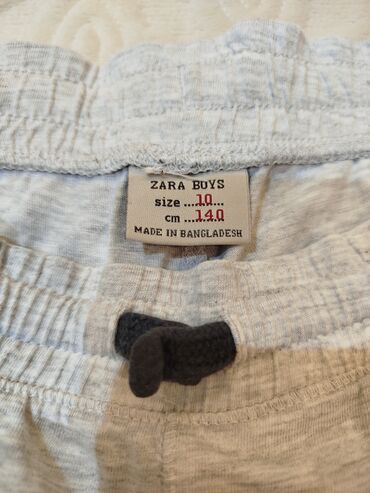 ZARA BOYS
size ....10....
cm ....140
MADE IN BANGLADESH